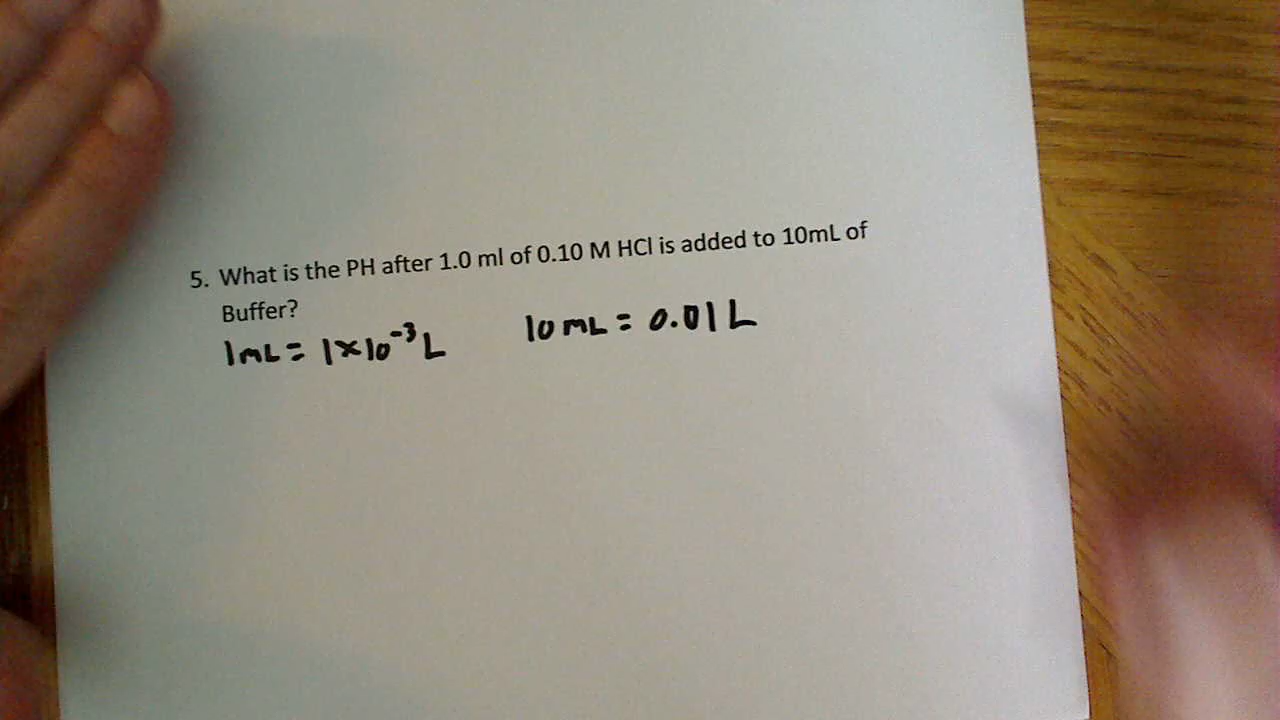 5. What is the PH after 1.0 ml of 0.10 M HCl is added to 10mL of
Buffer?
1mL = 1×10⁻³L 10mL = 0.01L